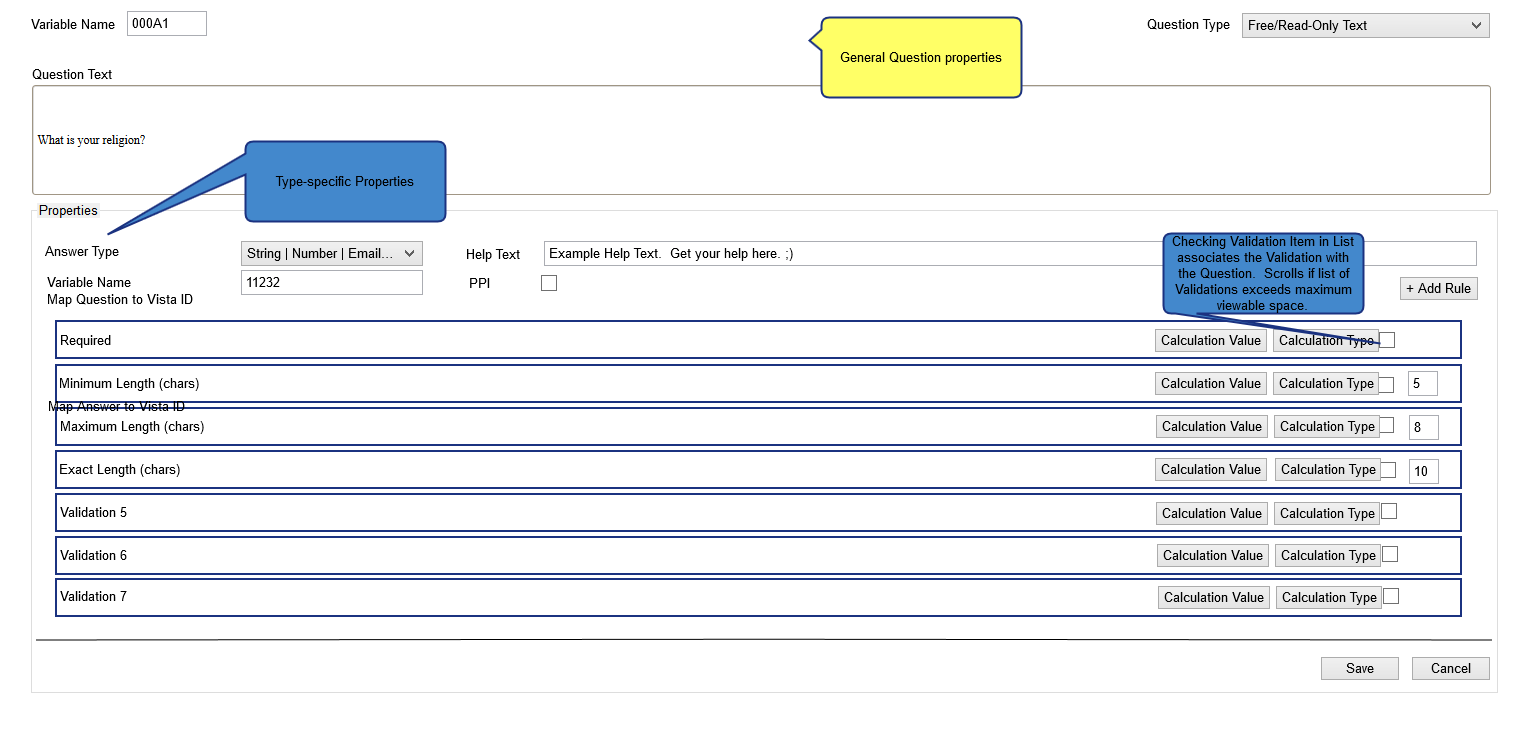 Variable Name 000A1
General Question properties
Question Type Free/Read-Only Text
Question Text
What is your religion?
Type-specific Properties
Properties
Answer Type String | Number | Email... Help Text Example Help Text.  Get your help here. ;)
Checking Validation Item in List
associates the Validation with
the Question.  Scrolls if list of
Validations exceeds maximum
viewable space.
Variable Name 11232 PPI
Map Question to Vista ID
+ Add Rule
Required Calculation Value Calculation Type
Minimum Length (chars) Calculation Value Calculation Type 5
Map Answer to Vista ID
Maximum Length (chars) Calculation Value Calculation Type 8
Exact Length (chars) Calculation Value Calculation Type 10
Validation 5 Calculation Value Calculation Type
Validation 6 Calculation Value Calculation Type
Validation 7 Calculation Value Calculation Type
Save Cancel